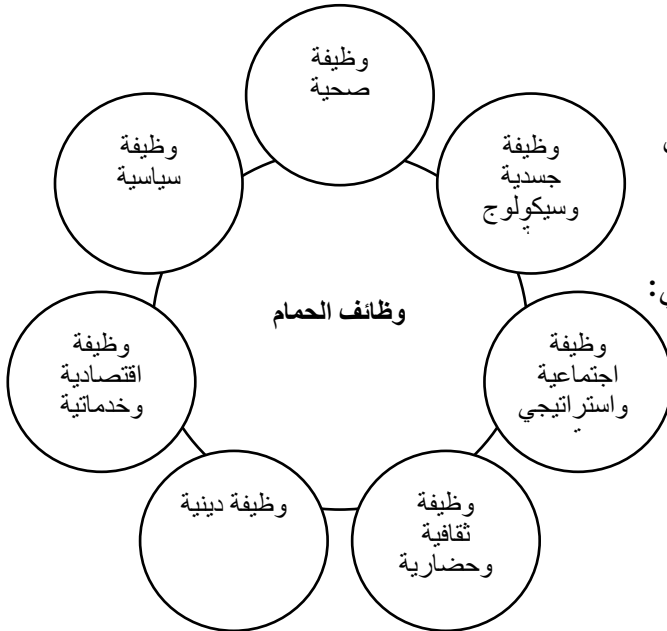 وظيفة
صحية
وظيفة
جسدية
وسيكولوج
وظيفة
اجتماعية
واستراتيجي
وظيفة
ثقافية
وحضارية
وظيفة دينية
وظيفة
اقتصادية
وخدماتية
وظيفة
سياسية
وظائف الحمام